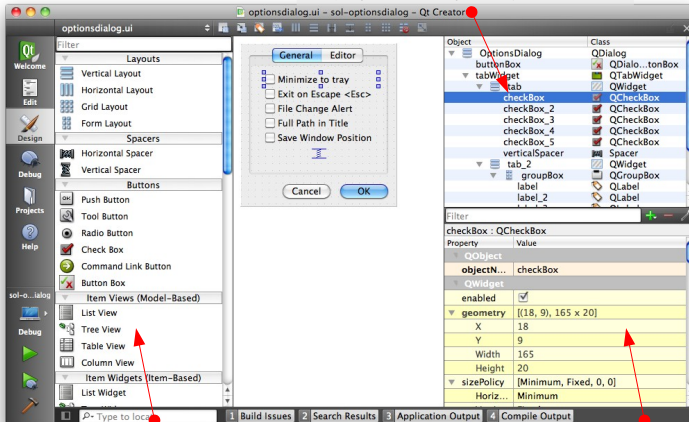 optionsdialog.ui - sol-optionsdialog - Qt Creator
optionsdialog.ui
Qt
Welcome
Edit
Design
Debug
Projects
Help
sol-o...ialog
Debug
Filter
Layouts
Vertical Layout
Horizontal Layout
Grid Layout
Form Layout
Spacers
Horizontal Spacer
Vertical Spacer
Buttons
OK Push Button
Tool Button
Radio Button
Check Box
Command Link Button
Button Box
Item Views (Model-Based)
List View
Tree View
Table View
Column View
Item Widgets (Item-Based)
List Widget
General Editor
Minimize to tray
Exit on Escape <Esc>
File Change Alert
Full Path in Title
Save Window Position
Cancel OK
Object Class
OptionsDialog QDialog
buttonBox QDialo...tonBox
tabWidget QTabWidget
tab QWidget
checkBox QCheckBox
checkBox_2 QCheckBox
checkBox_3 QCheckBox
checkBox_4 QCheckBox
checkBox_5 QCheckBox
verticalSpacer Spacer
tab_2 QWidget
groupBox QGroupBox
label QLabel
label_2 QLabel
Filter
checkBox : QCheckBox
Property Value
QObject
objectN... checkBox
QWidget
enabled
geometry [(18, 9), 165 x 20]
X 18
Y 9
Width 165
Height 20
sizePolicy [Minimum, Fixed, 0, 0]
Horiz... Minimum
Type to loca
1 Build Issues 2 Search Results 3 Application Output 4 Compile Output